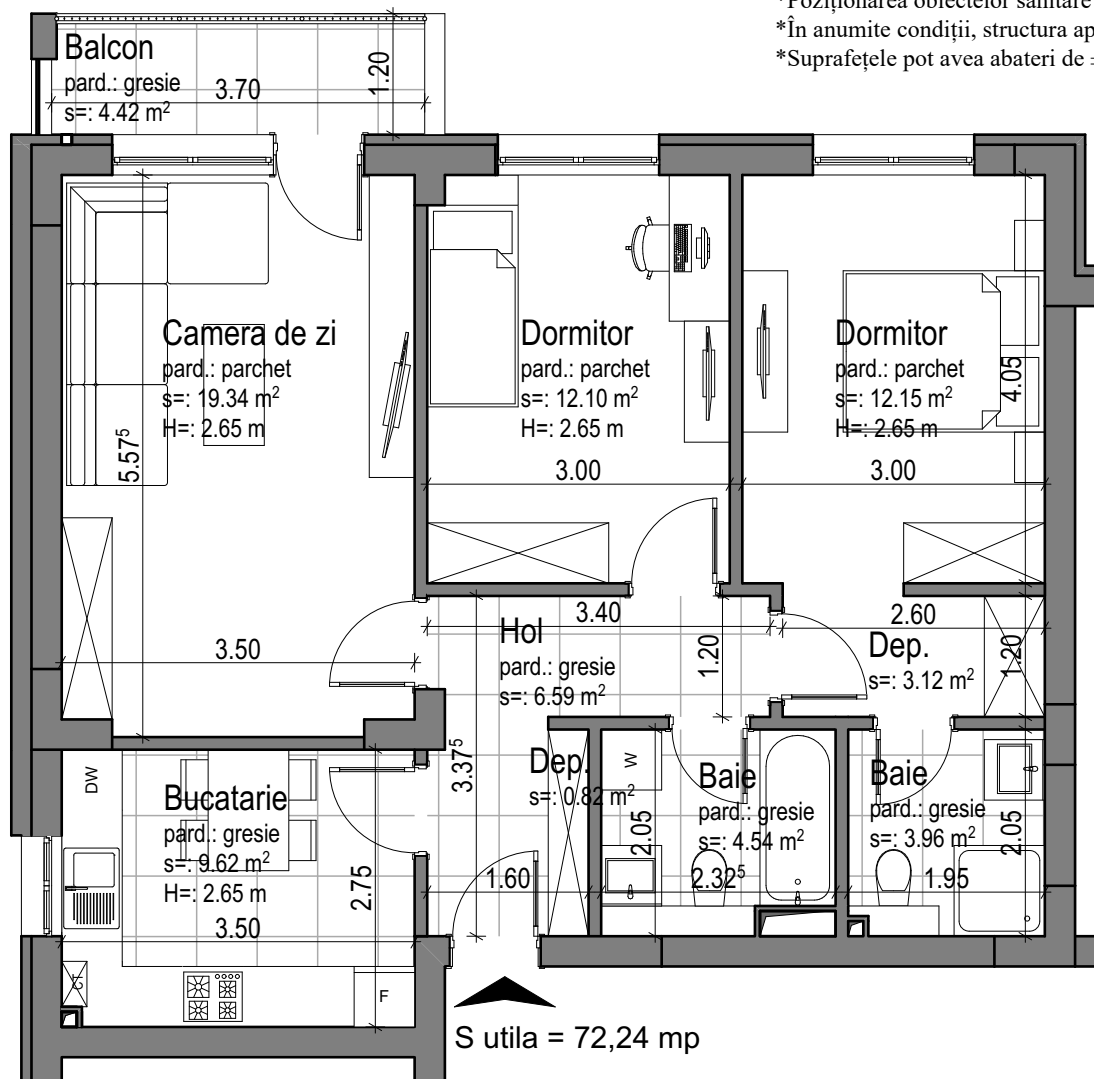 *În anumite condiții, structura ap
*Suprafețele pot avea abateri de
Balcon
pard.: gresie
s=: 4.42 m²
3.70
1.20
Camera de zi
pard.: parchet
s=: 19.34 m²
H=: 2.65 m
5.57⁵
3.50
Dormitor
pard.: parchet
s=: 12.10 m²
H=: 2.65 m
3.00
Dormitor
pard.: parchet
s=: 12.15 m²
H=: 2.65 m
4.05
3.00
3.40
Hol
pard.: gresie
s=: 6.59 m²
1.20
2.60
Dep.
s=: 3.12 m²
1.20
3.37⁵
Dep.
s=: 0.82 m²
1.60
DW
Bucatarie
pard.: gresie
s=: 9.62 m²
H=: 2.65 m
2.75
3.50
CT
F
W
Baie
pard.: gresie
s=: 4.54 m²
2.05
2.32⁵
Baie
pard.: gresie
s=: 3.96 m²
2.05
1.95
S utila = 72,24 mp